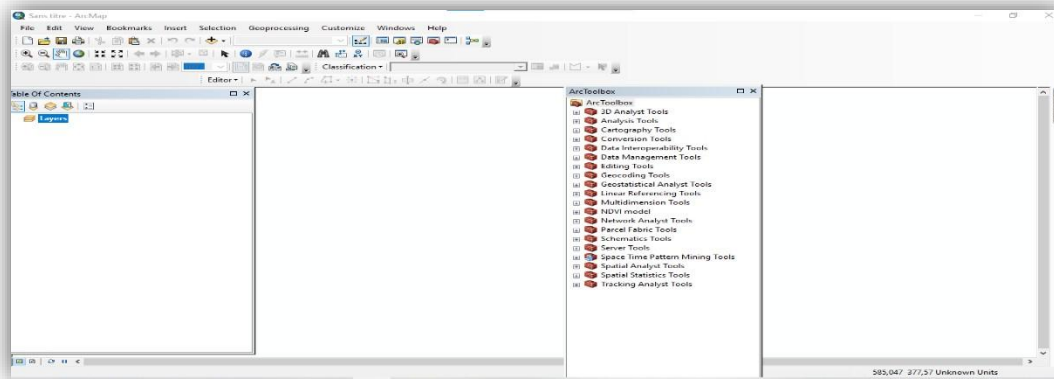 Sans titre - ArcMap
File Edit View Bookmarks Insert Selection Geoprocessing Customize Windows Help
Classification
Editor
able Of Contents
Layers
ArcToolbox
ArcToolbox
3D Analyst Tools
Analysis Tools
Cartography Tools
Conversion Tools
Data Interoperability Tools
Data Management Tools
Editing Tools
Geocoding Tools
Geostatistical Analyst Tools
Linear Referencing Tools
Multidimension Tools
NDVI model
Network Analyst Tools
Parcel Fabric Tools
Schematics Tools
Server Tools
Space Time Pattern Mining Tools
Spatial Analyst Tools
Spatial Statistics Tools
Tracking Analyst Tools
585,047 377,57 Unknown Units